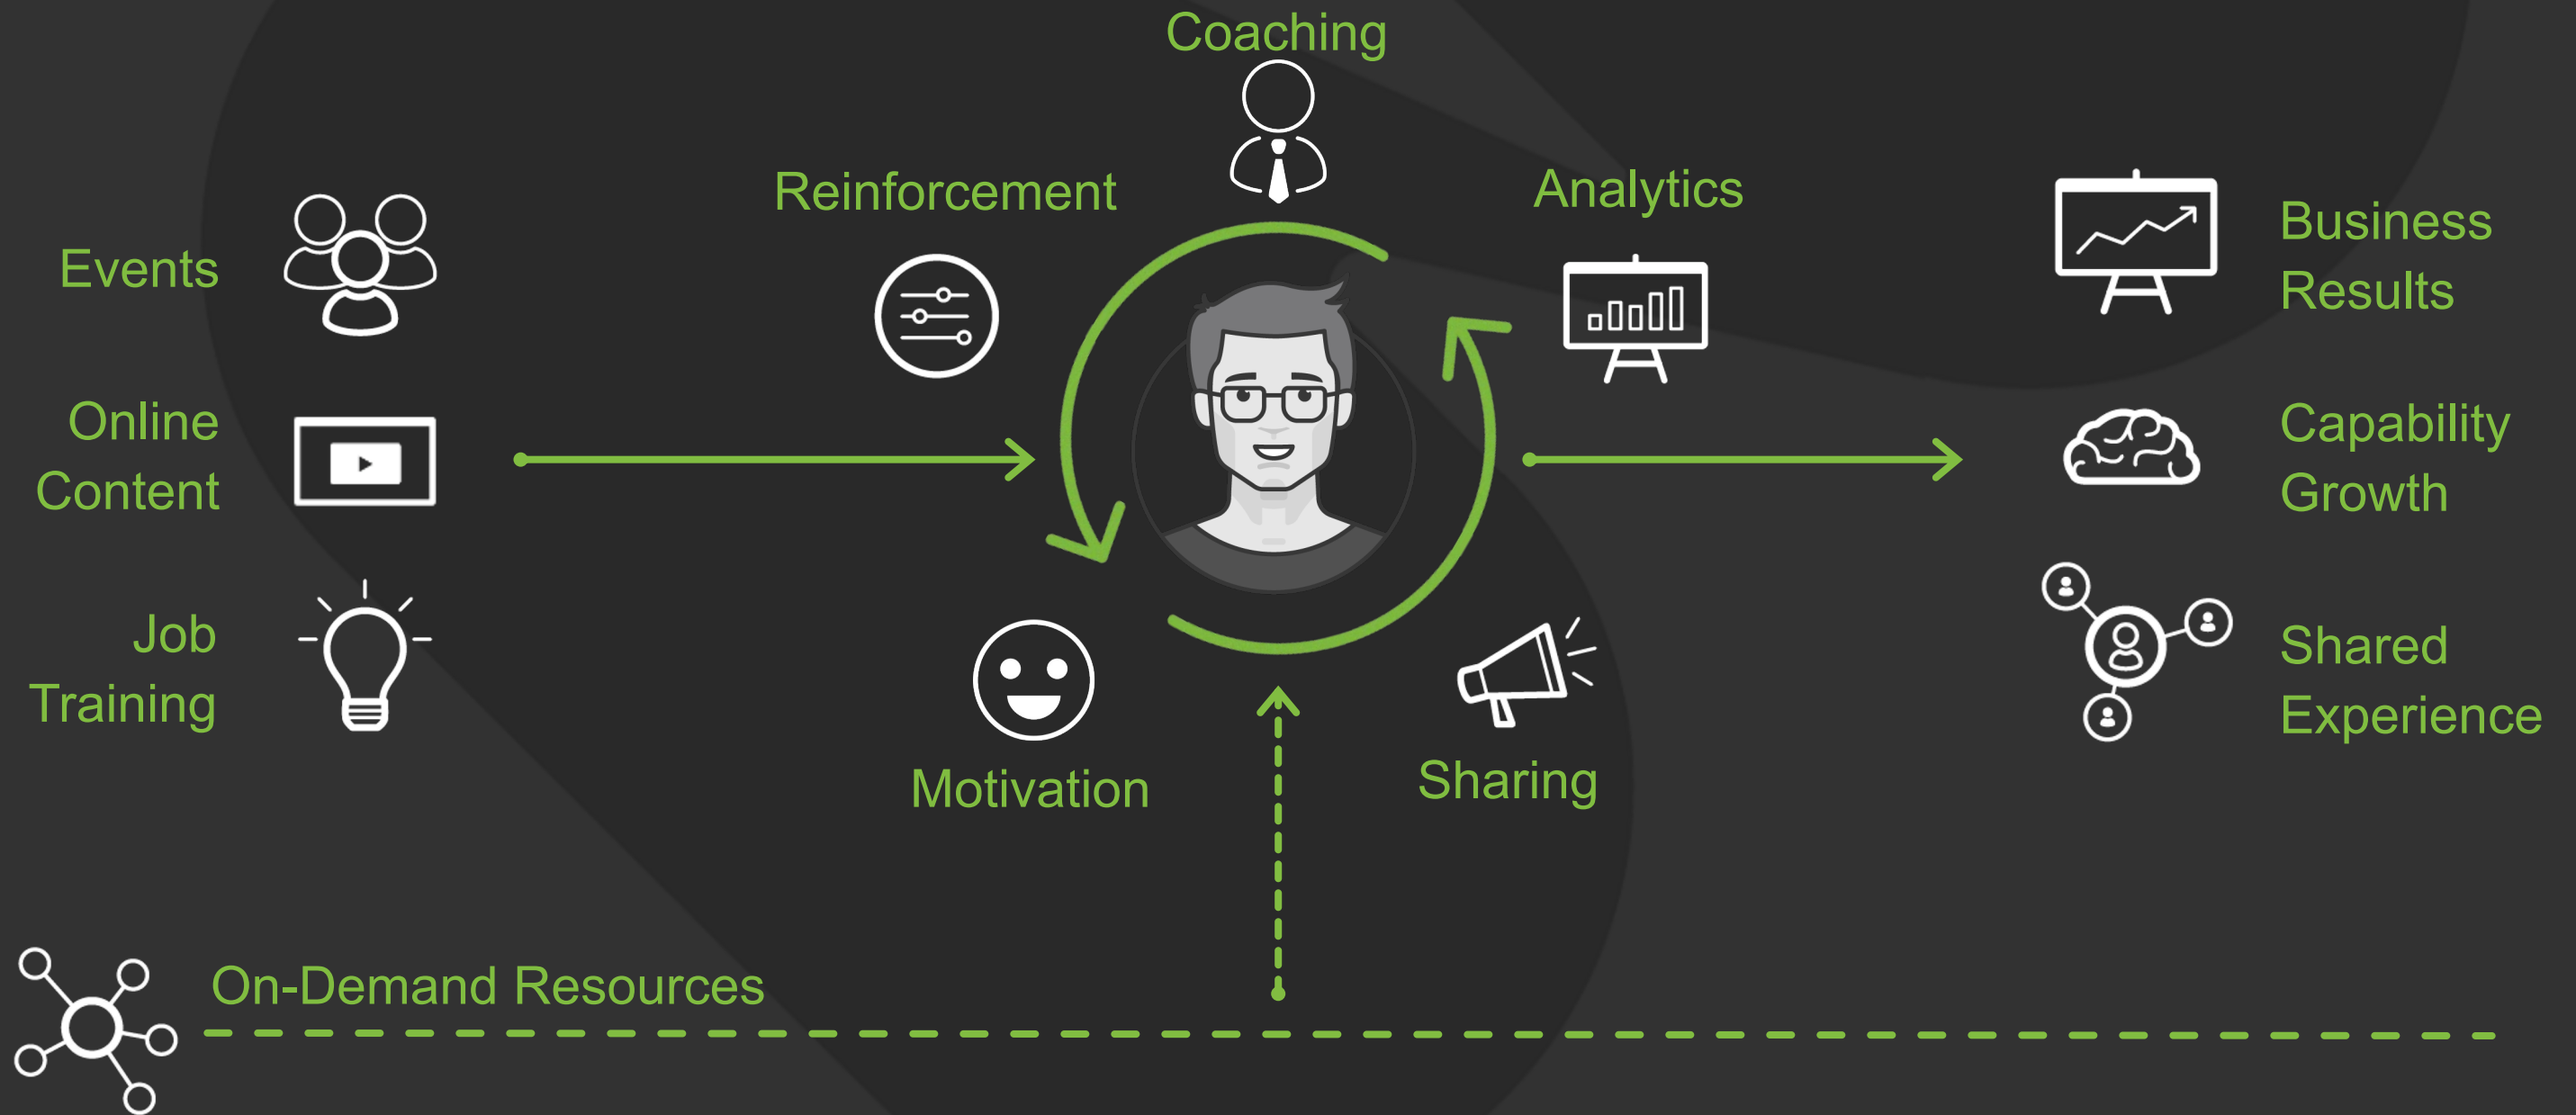 Coaching
Reinforcement
Analytics
Events
Online
Content
Job
Training
Motivation
Sharing
Business
Results
Capability
Growth
Shared
Experience
On-Demand Resources